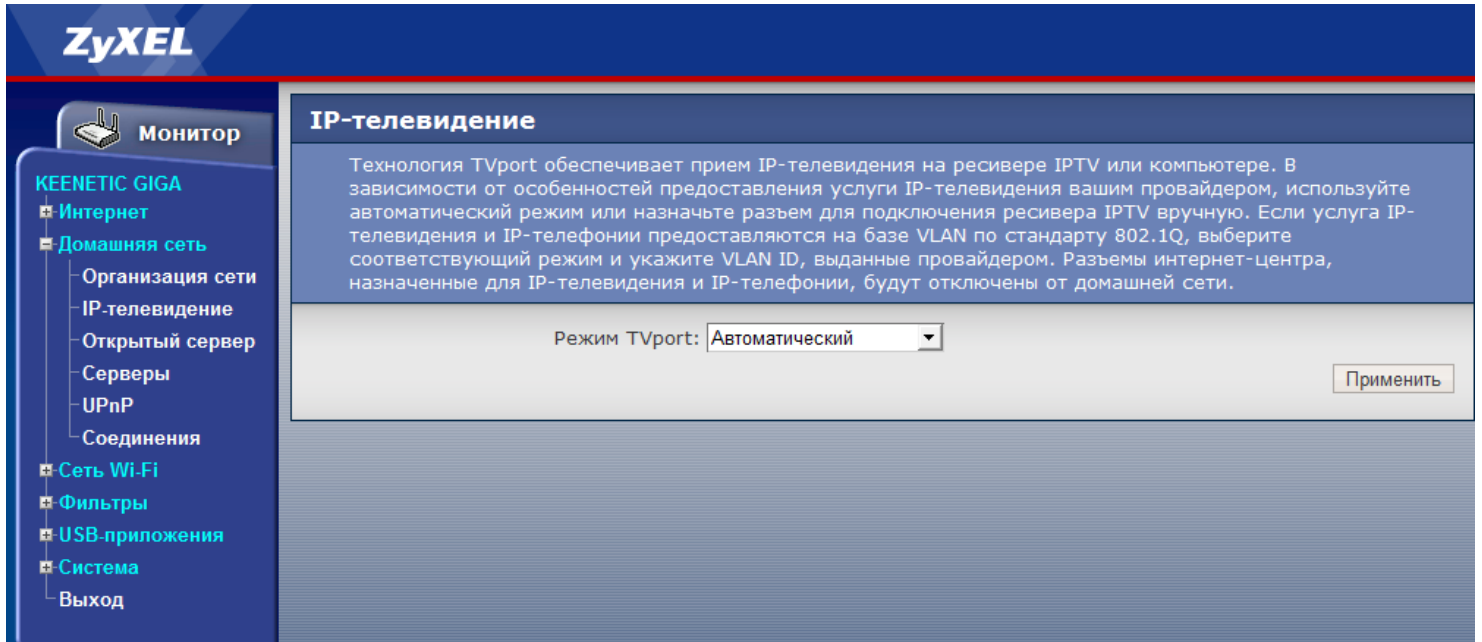 ZyXEL
Монитор
KEENETIC GIGA
Интернет
Домашняя сеть
Организация сети
IP-телевидение
Открытый сервер
Серверы
UPnP
Соединения
Сеть Wi-Fi
Фильтры
USB-приложения
Система
Выход
IP-телевидение
Технология TVport обеспечивает прием IP-телевидения на ресивере IPTV или компьютере. В
зависимости от особенностей предоставления услуги IP-телевидения вашим провайдером, используйте
автоматический режим или назначьте разъем для подключения ресивера IPTV вручную. Если услуга IP-
телевидения и IP-телефонии предоставляются на базе VLAN по стандарту 802.1Q, выберите
соответствующий режим и укажите VLAN ID, выданные провайдером. Разъемы интернет-центра,
назначенные для IP-телевидения и IP-телефонии, будут отключены от домашней сети.
Режим TVport: Автоматический
Применить